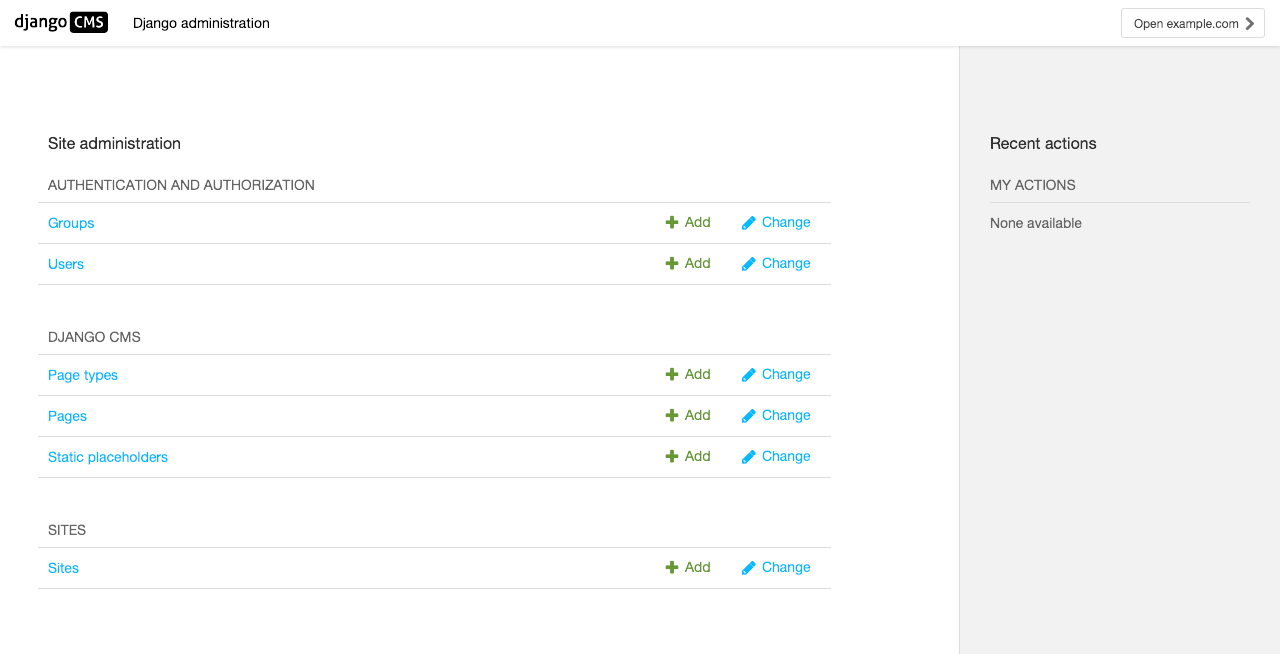 django CMS Django administration Open example.com
Site administration
AUTHENTICATION AND AUTHORIZATION
Groups Add Change
Users Add Change
DJANGO CMS
Page types Add Change
Pages Add Change
Static placeholders Add Change
SITES
Sites Add Change
Recent actions
MY ACTIONS
None available